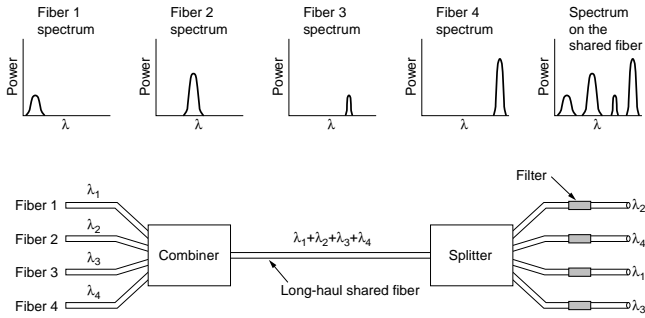 Fiber 1
spectrum
Fiber 2
spectrum
Fiber 3
spectrum
Fiber 4
spectrum
Spectrum
on the
shared fiber
Power
λ
Power
λ
Power
λ
Power
λ
Power
λ
Filter
Fiber 1
λ1
λ2
Fiber 2
λ2
λ4
Combiner
λ1+λ2+λ3+λ4
Splitter
Fiber 3
λ3
λ1
Long-haul shared fiber
Fiber 4
λ4
λ3